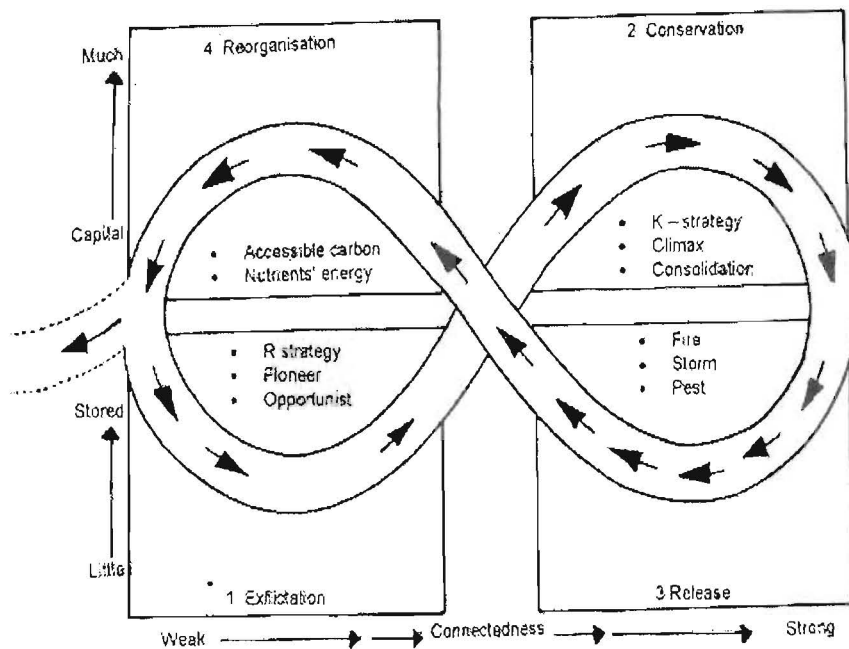 4 Reorganisation
2 Conservation
Much
Capital
Stored
Little
Accessible carbon
Nutrients' energy
K – strategy
Climax
Consolidation
R strategy
Pioneer
Opportunist
Fire
Storm
Pest
1 Exflictation
3 Release
Weak Connectedness Strong